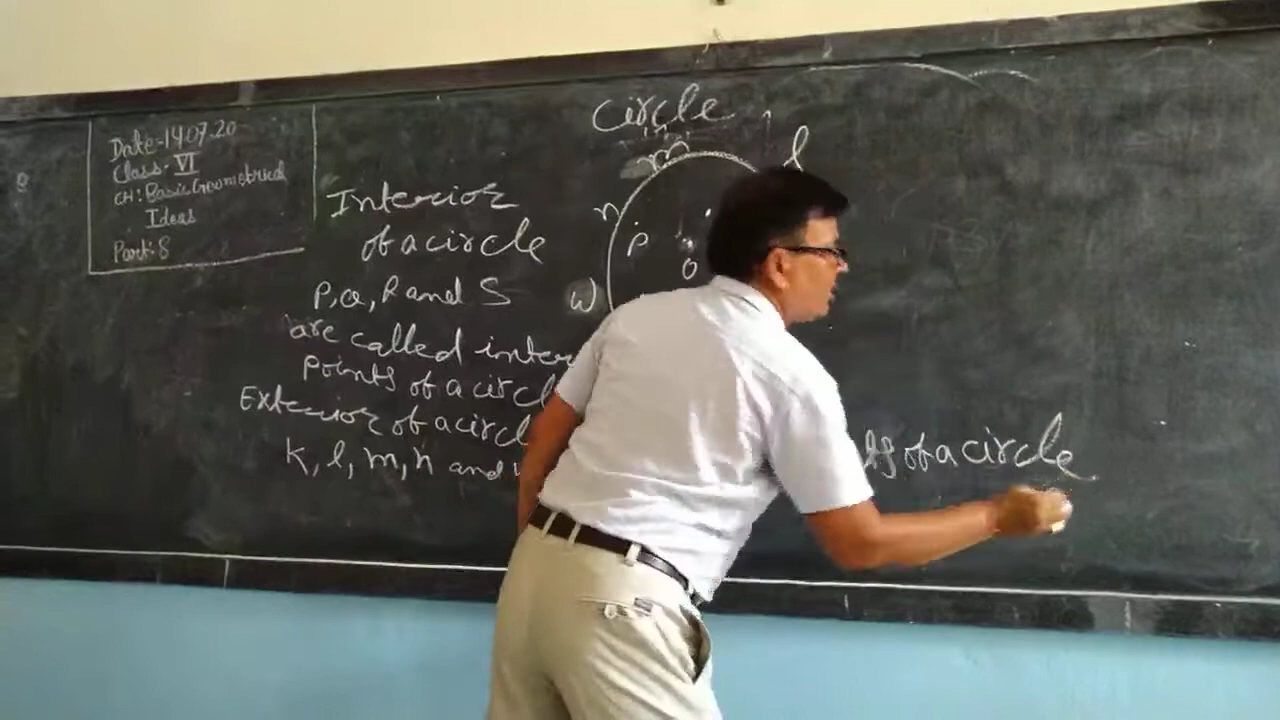 Date:-14.07.20
Class:- VI
CH: Basic Geometrical
Ideas
Part:8
circle
l
m
n
P
O
W
Interior
of a circle
P, Q, R and S
are called inter
points of a circl
Exterior of a circl
K, l, m, n and
of a circle